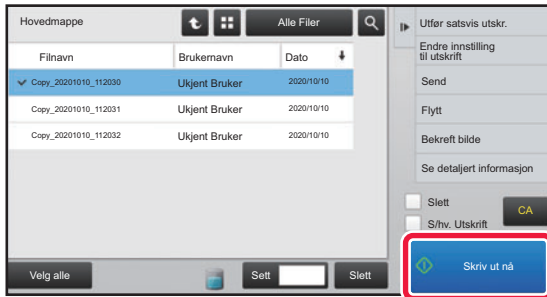 Hovedmappe
Alle Filer
Filnavn Brukernavn Dato
Copy_20201010_112030 Ukjent Bruker 2020/10/10
Copy_20201010_112031 Ukjent Bruker 2020/10/10
Copy_20201010_112032 Ukjent Bruker 2020/10/10
Velg alle
Sett
Slett
Utfør satsvis utskr.
Endre innstilling
til utskrift
Send
Flytt
Bekreft bilde
Se detaljert informasjon
Slett
S/hv. Utskrift
CA
Skriv ut nå